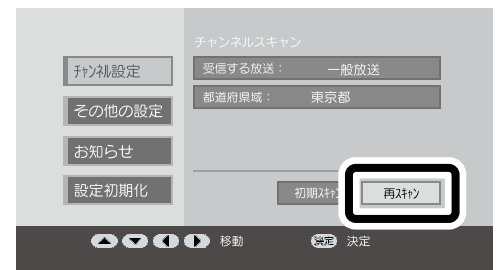 チャンネルスキャン
チャンネル設定
受信する放送：　一般放送
その他の設定
都道府県域：　東京都
お知らせ
設定初期化
初期スキャン
再スキャン
移動
決定 決定